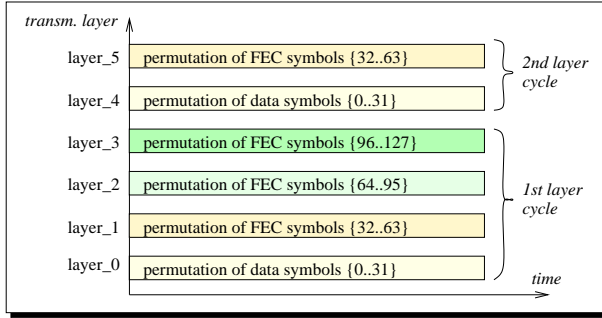 transm. layer
layer_5 permutation of FEC symbols {32..63}
2nd layer
cycle
layer_4 permutation of data symbols {0..31}
layer_3 permutation of FEC symbols {96..127}
layer_2 permutation of FEC symbols {64..95}
1st layer
cycle
layer_1 permutation of FEC symbols {32..63}
layer_0 permutation of data symbols {0..31}
time